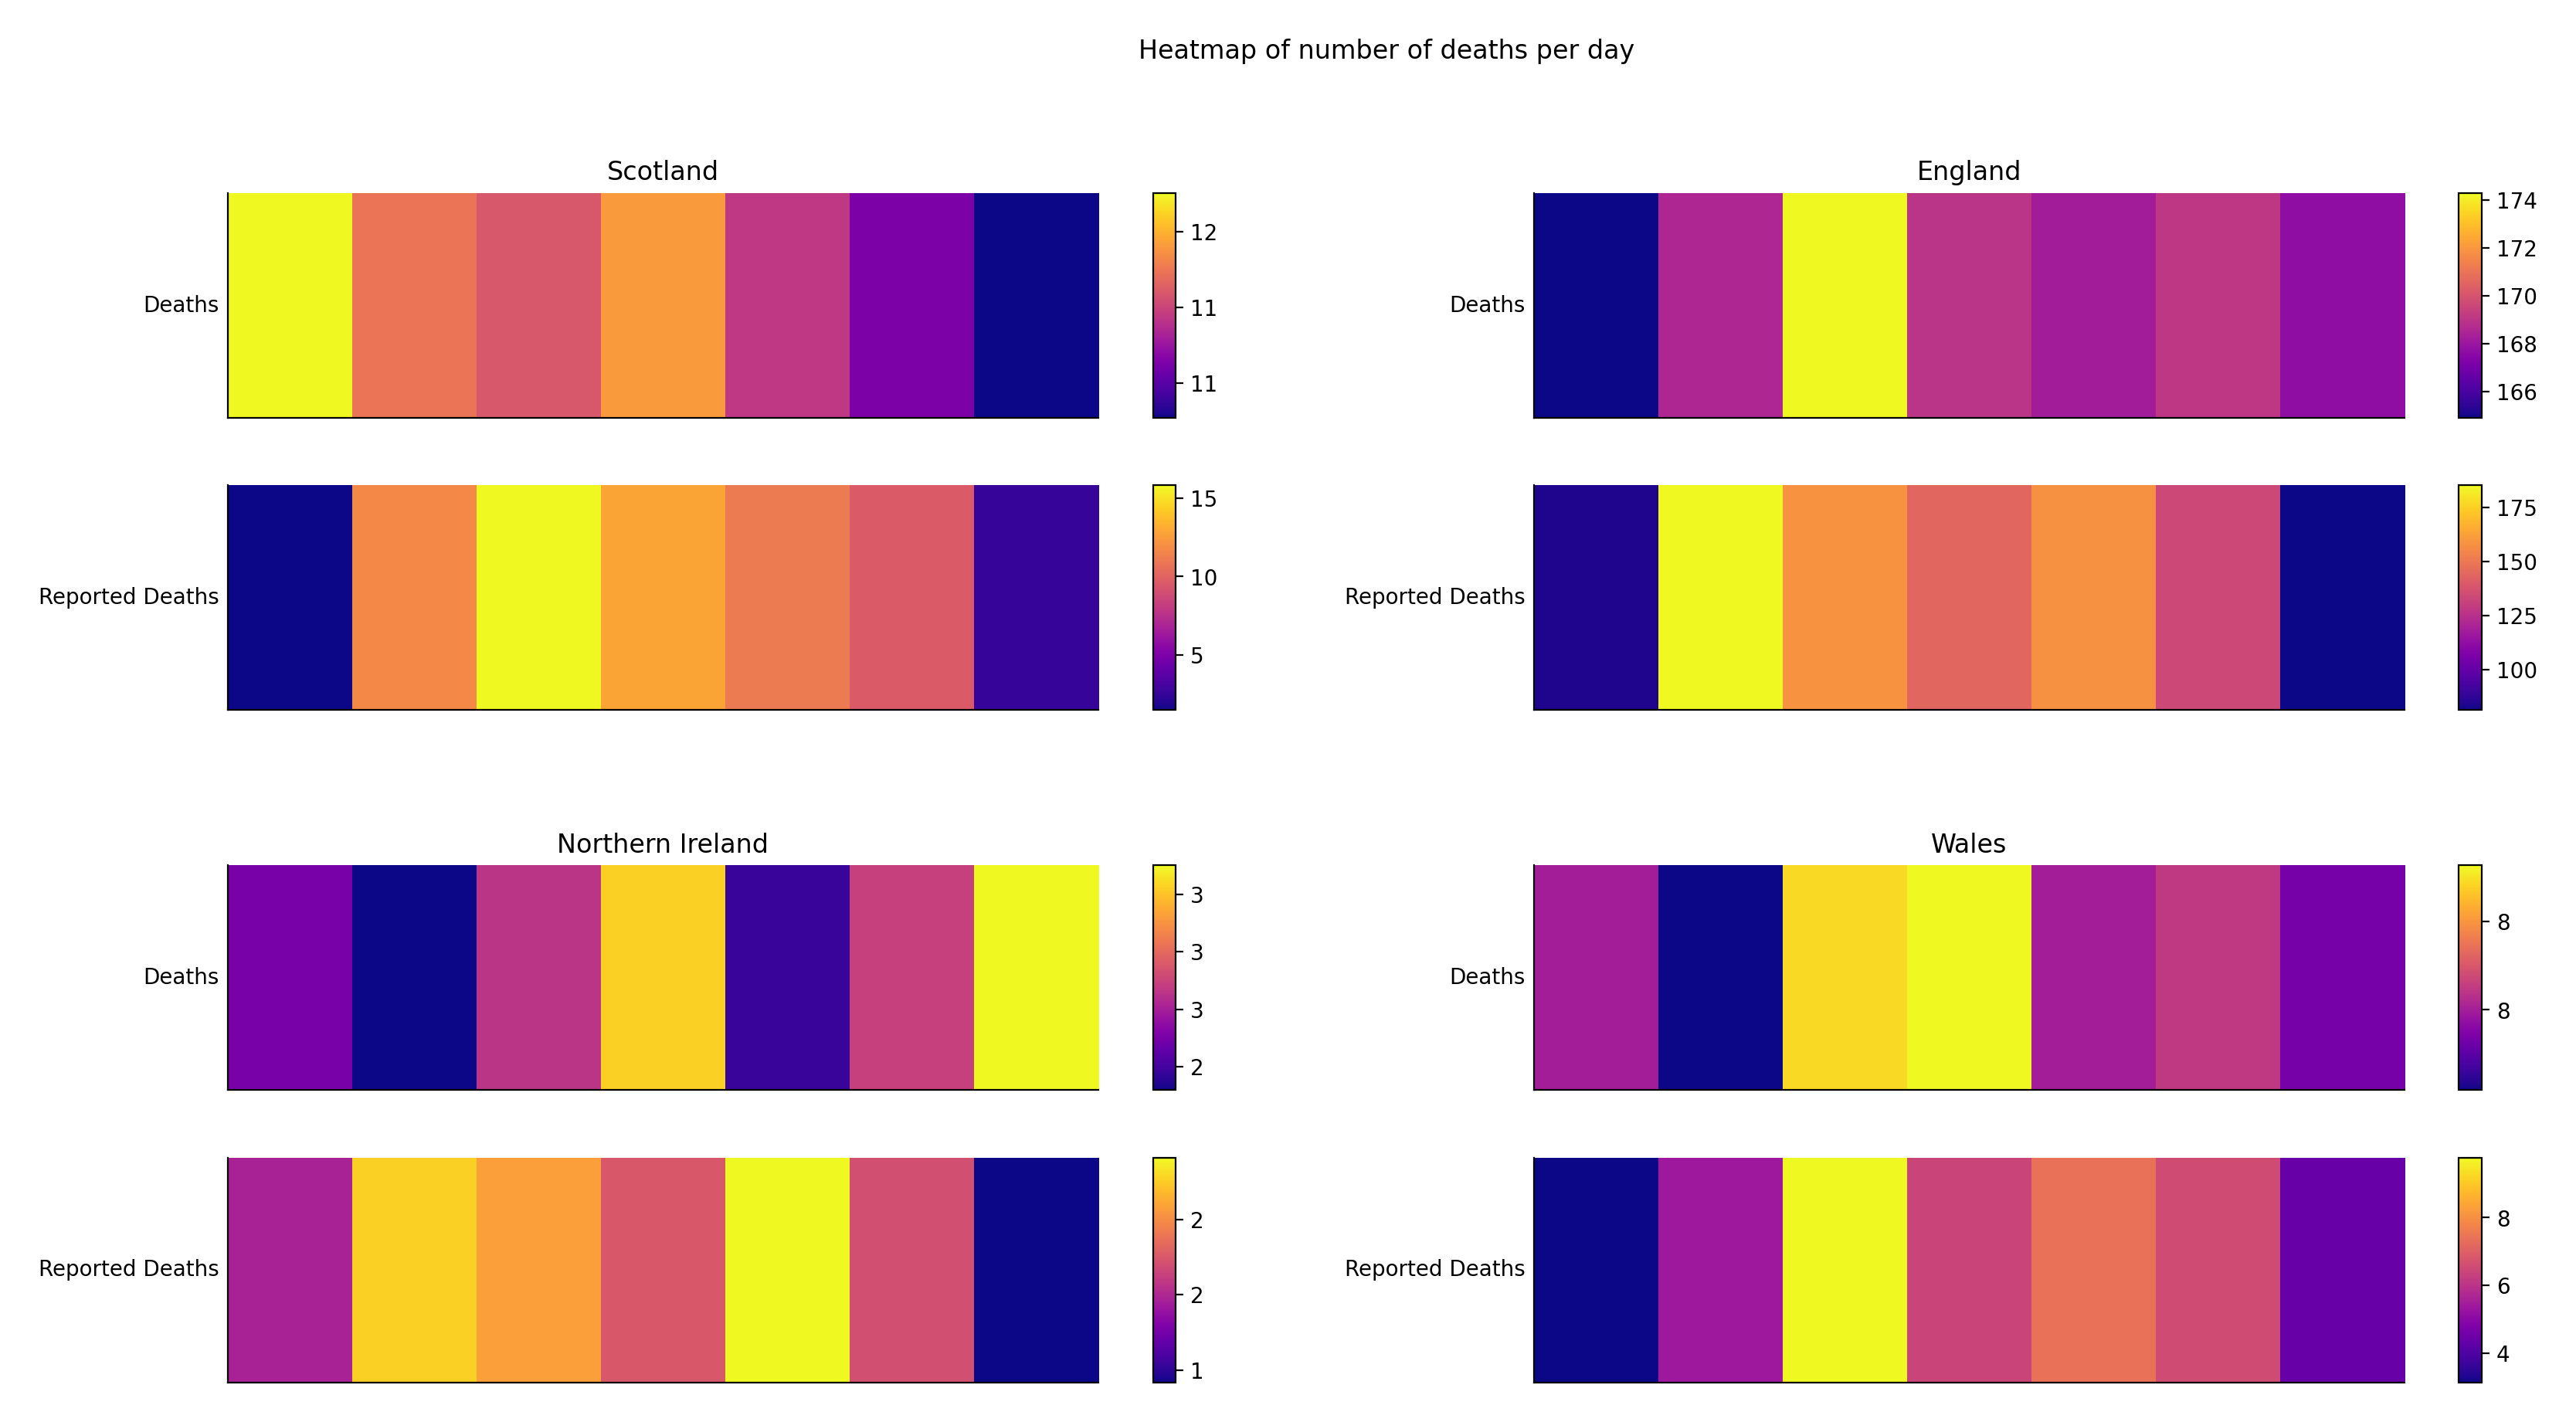 Heatmap of number of deaths per day
Scotland
Deaths
12
11
11
Reported Deaths
15
10
5
England
Deaths
174
172
170
168
166
Reported Deaths
175
150
125
100
Northern Ireland
Deaths
3
3
3
2
Reported Deaths
2
2
1
Wales
Deaths
8
8
Reported Deaths
8
6
4